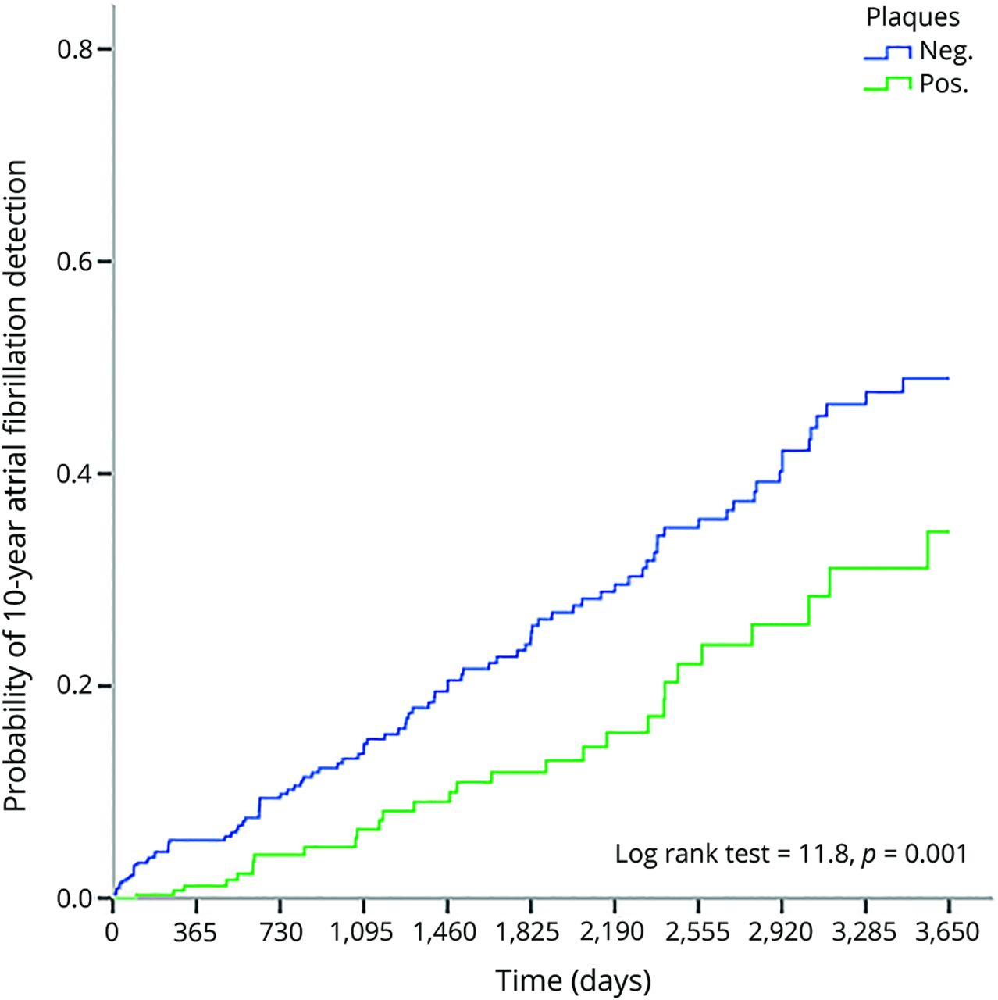 Plaques
Neg.
Pos.
Probability of 10-year atrial fibrillation detection
0.8
0.6
0.4
0.2
0.0
Log rank test = 11.8, p = 0.001
0 365 730 1,095 1,460 1,825 2,190 2,555 2,920 3,285 3,650
Time (days)